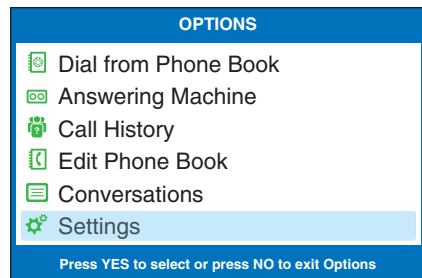 OPTIONS
Dial from Phone Book
Answering Machine
Call History
Edit Phone Book
Conversations
Settings
Press YES to select or press NO to exit Options